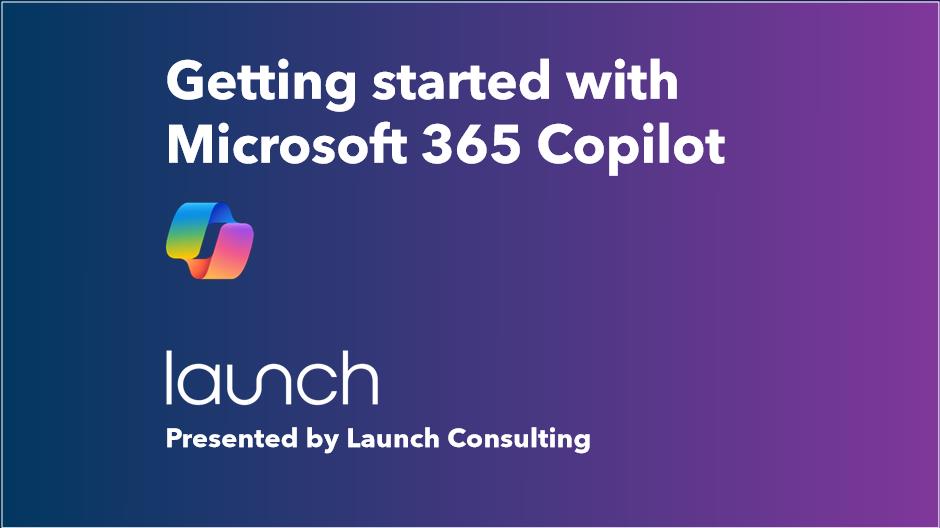 Getting started with
Microsoft 365 Copilot
launch
Presented by Launch Consulting